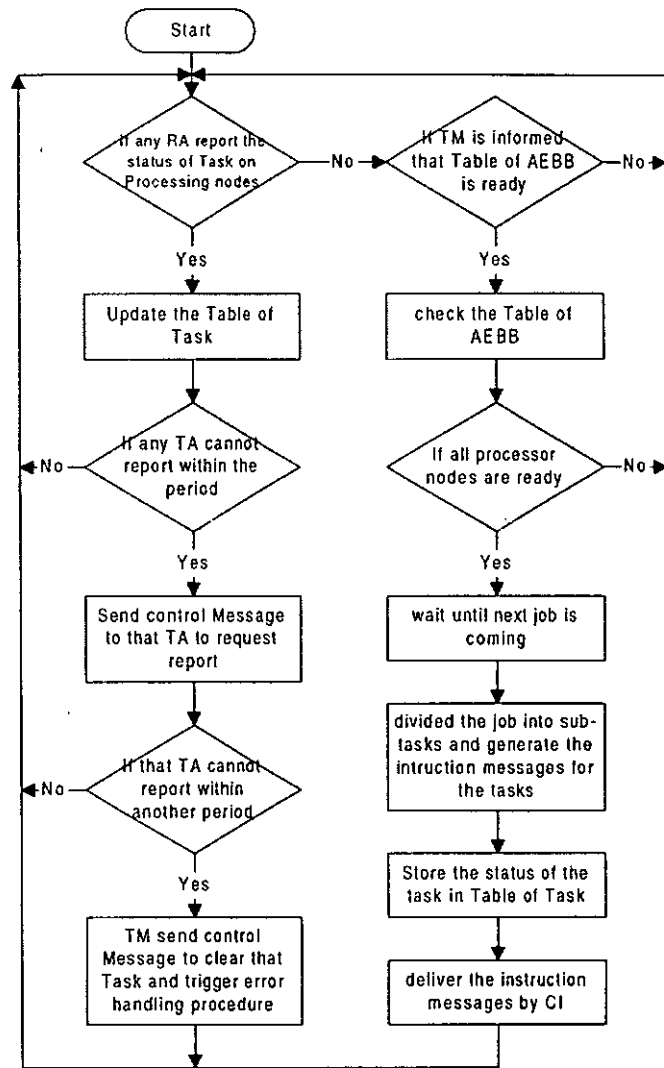 Start
If any RA report the
status of Task on
Processing nodes
No
If TM is informed
that Table of AEBB
is ready
No
Yes
Yes
Update the Table of
Task
check the Table of
AEBB
No
If any TA cannot
report within the
period
If all processor
nodes are ready
No
Yes
Yes
Send control Message
to that TA to request
report
wait until next job is
coming
divided the job into sub-
tasks and generate the
intruction messages for
the tasks
No
If that TA cannot
report within
another period
Yes
Store the status of the
task in Table of Task
TM send control
Message to clear that
Task and trigger error
handling procedure
deliver the instruction
messages by CI